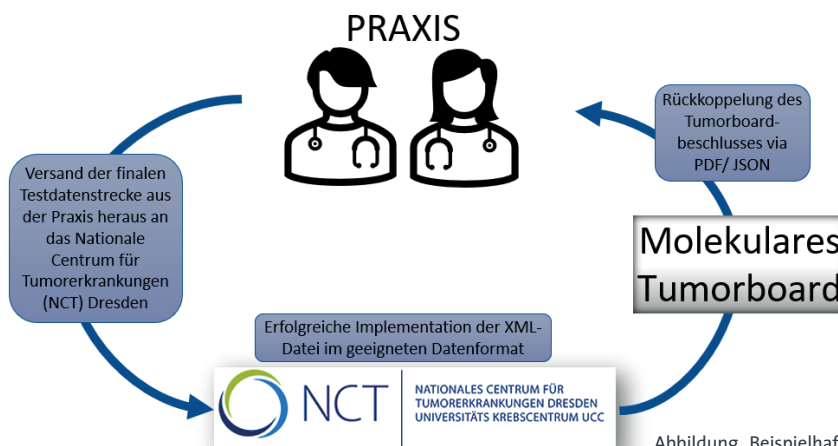 PRAXIS
Versand der finalen
Testdatenstrecke aus
der Praxis heraus an
das Nationale
Centrum für
Tumorerkrankungen
(NCT) Dresden
Rückkoppelung des
Tumorboard-
beschlusses via
PDF/ JSON
Molekulares
Tumorboard
Erfolgreiche Implementation der XML-
Datei im geeigneten Datenformat
NCT
NATIONALES CENTRUM FÜR
TUMORERKRANKUNGEN DRESDEN
UNIVERSITÄTS KREBSCENTRUM UCC
Abbildung Beispielhaf